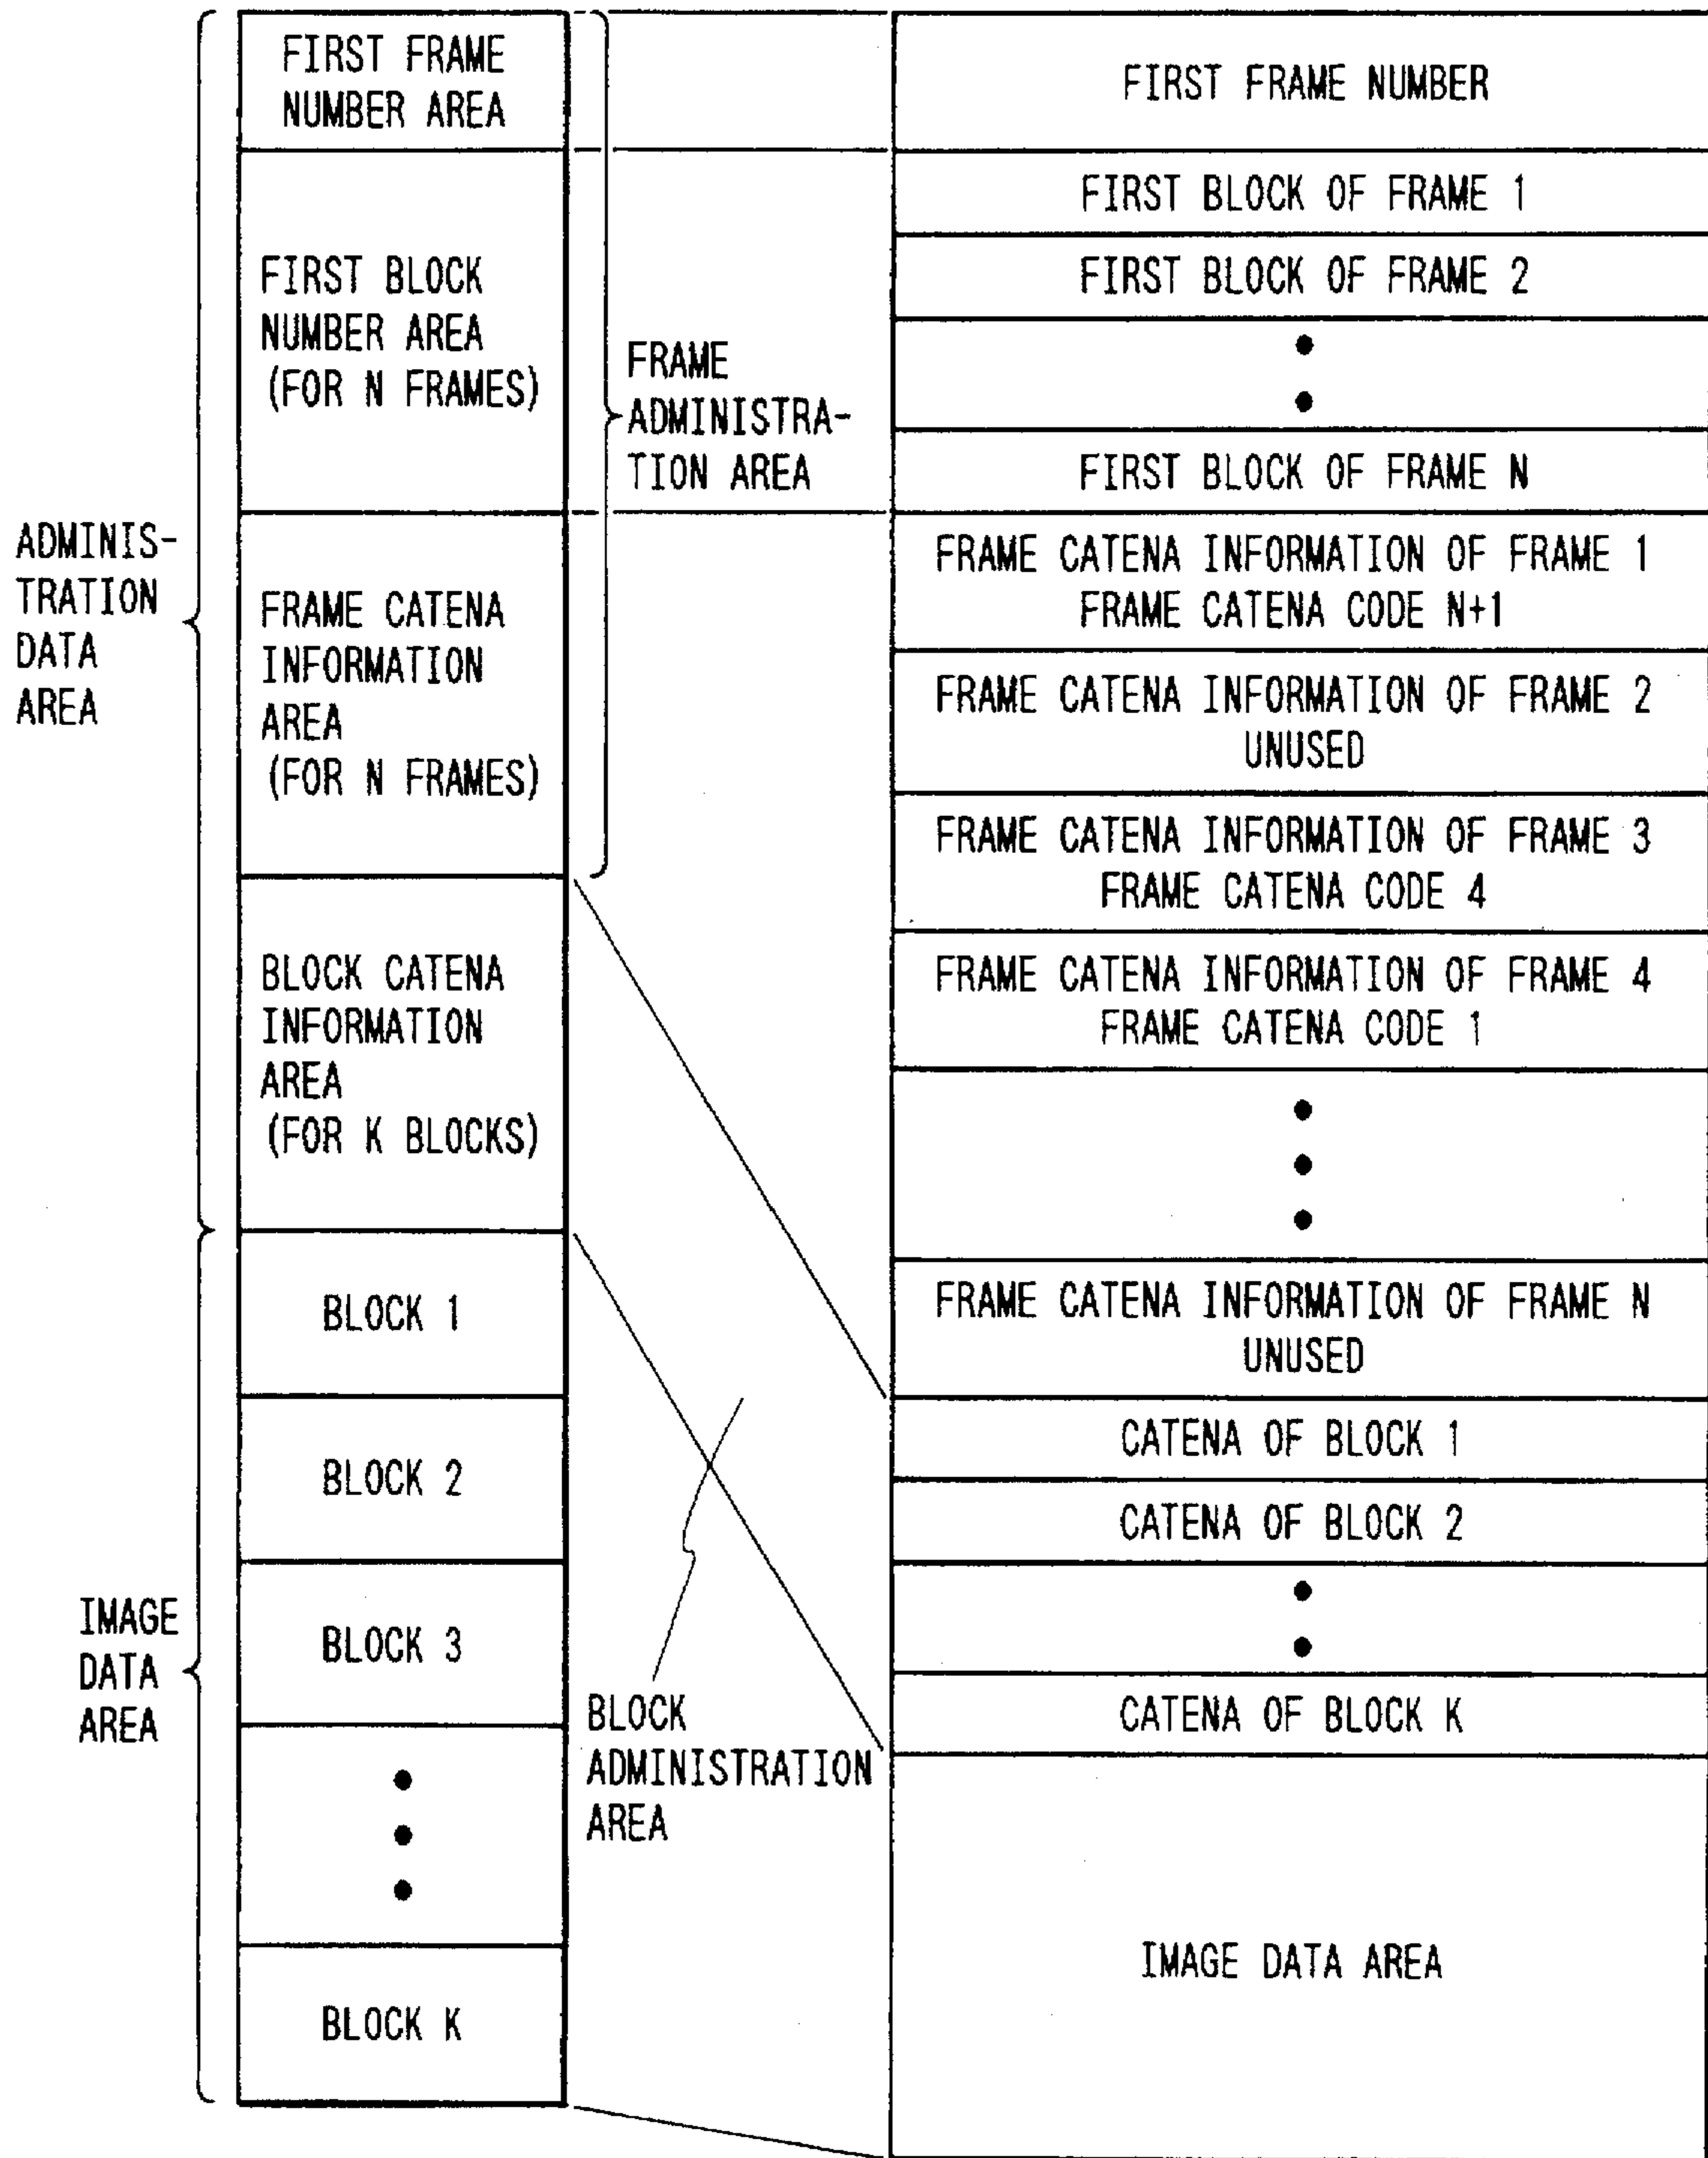 ADMINIS-
TRATION
DATA
AREA
IMAGE
DATA
AREA
FIRST FRAME
NUMBER AREA
FIRST BLOCK
NUMBER AREA
(FOR N FRAMES)
FRAME CATENA
INFORMATION
AREA
(FOR N FRAMES)
BLOCK CATENA
INFORMATION
AREA
(FOR K BLOCKS)
BLOCK 1
BLOCK 2
BLOCK 3
BLOCK K
FRAME
ADMINISTRA-
TION AREA
BLOCK
ADMINISTRATION
AREA
FIRST FRAME NUMBER
FIRST BLOCK OF FRAME 1
FIRST BLOCK OF FRAME 2
FIRST BLOCK OF FRAME N
FRAME CATENA INFORMATION OF FRAME 1
FRAME CATENA CODE N+1
FRAME CATENA INFORMATION OF FRAME 2
UNUSED
FRAME CATENA INFORMATION OF FRAME 3
FRAME CATENA CODE 4
FRAME CATENA INFORMATION OF FRAME 4
FRAME CATENA CODE 1
FRAME CATENA INFORMATION OF FRAME N
UNUSED
CATENA OF BLOCK 1
CATENA OF BLOCK 2
CATENA OF BLOCK K
IMAGE DATA AREA